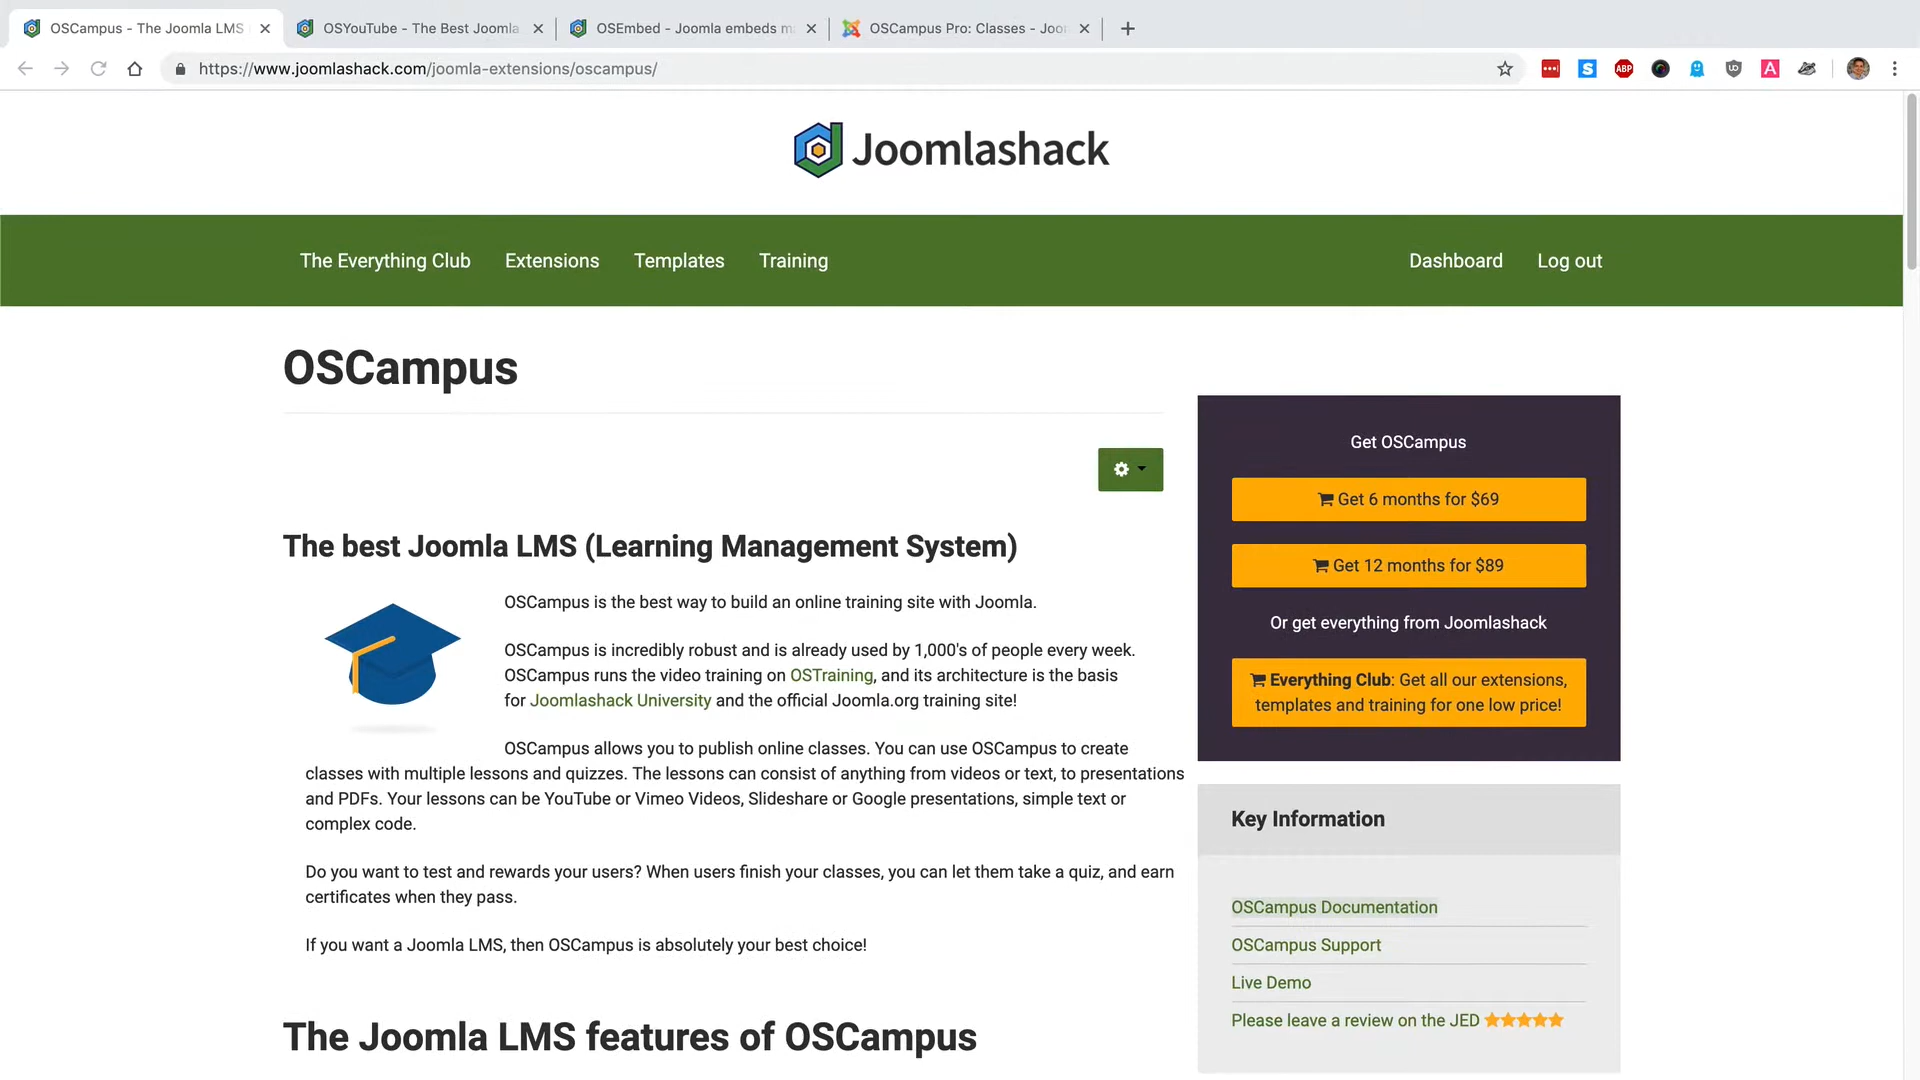 OSCampus - The Joomla LMS
OSYouTube - The Best Joomla
OSEmbed - Joomla embeds m
OSCampus Pro: Classes - Joo
https://www.joomlashack.com/joomla-extensions/oscampus/
ABP
Joomlashack
The Everything Club
Extensions
Templates
Training
Dashboard
Log out
OSCampus
The best Joomla LMS (Learning Management System)
OSCampus is the best way to build an online training site with Joomla.
OSCampus is incredibly robust and is already used by 1,000's of people every week.
OSCampus runs the video training on OSTraining, and its architecture is the basis
for Joomlashack University and the official Joomla.org training site!
OSCampus allows you to publish online classes. You can use OSCampus to create
classes with multiple lessons and quizzes. The lessons can consist of anything from videos or text, to presentations
and PDFs. Your lessons can be YouTube or Vimeo Videos, Slideshare or Google presentations, simple text or
complex code.
Do you want to test and rewards your users? When users finish your classes, you can let them take a quiz, and earn
certificates when they pass.
If you want a Joomla LMS, then OSCampus is absolutely your best choice!
The Joomla LMS features of OSCampus
Get OSCampus
Get 6 months for $69
Get 12 months for $89
Or get everything from Joomlashack
Everything Club: Get all our extensions,
templates and training for one low price!
Key Information
OSCampus Documentation
OSCampus Support
Live Demo
Please leave a review on the JED